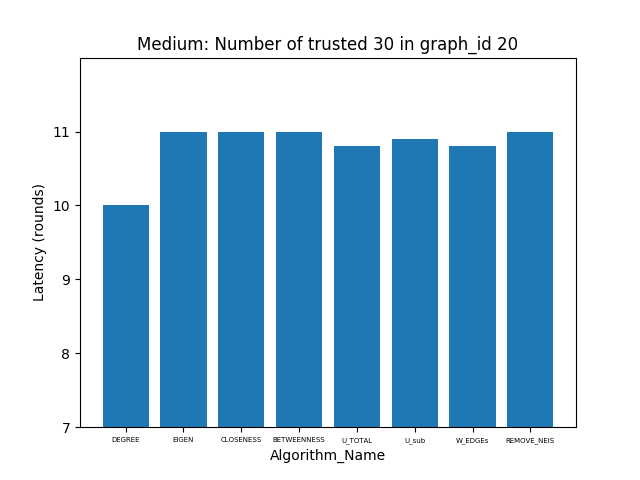 Medium: Number of trusted 30 in graph_id 20
Latency (rounds)
11
10
9
8
7
DEGREE EIGEN CLOSENESS BETWEENNESS U_TOTAL U_sub W_EDGEs REMOVE_NEIS
Algorithm_Name